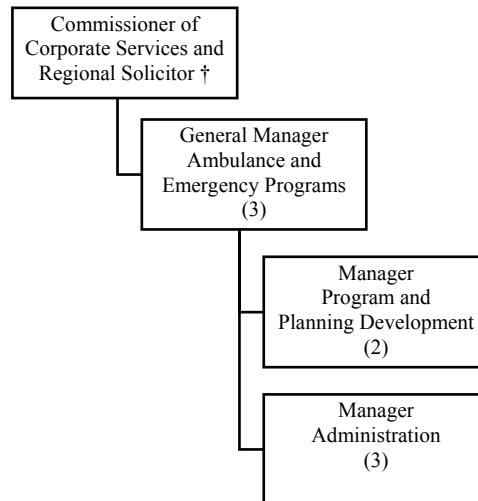 Commissioner of
Corporate Services and
Regional Solicitor †
General Manager
Ambulance and
Emergency Programs
(3)
Manager
Program and
Planning Development
(2)
Manager
Administration
(3)